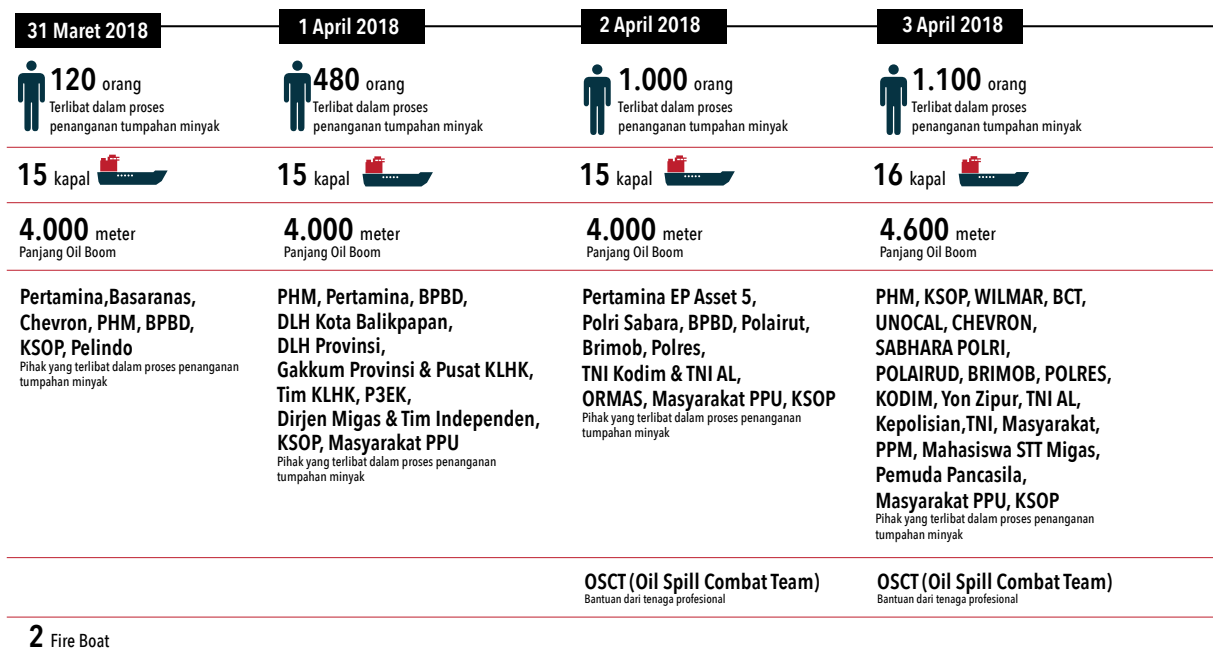 31 Maret 2018
120 orang
Terlibat dalam proses
penanganan tumpahan minyak
15 kapal
4.000 meter
Panjang Oil Boom
Pertamina,Basaranas,
Chevron, PHM, BPBD,
KSOP, Pelindo
Pihak yang terlibat dalam proses penanganan
tumpahan minyak
2 Fire Boat
1 April 2018
480 orang
Terlibat dalam proses
penanganan tumpahan minyak
15 kapal
4.000 meter
Panjang Oil Boom
PHM, Pertamina, BPBD,
DLH Kota Balikpapan,
DLH Provinsi,
Gakkum Provinsi & Pusat KLHK,
Tim KLHK, P3EK,
Dirjen Migas & Tim Independen,
KSOP, Masyarakat PPU
Pihak yang terlibat dalam proses penanganan
tumpahan minyak
2 April 2018
1.000 orang
Terlibat dalam proses
penanganan tumpahan minyak
15 kapal
4.000 meter
Panjang Oil Boom
Pertamina EP Asset 5,
Polri Sabara, BPBD, Polairut,
Brimob, Polres,
TNI Kodim & TNI AL,
ORMAS, Masyarakat PPU, KSOP
Pihak yang terlibat dalam proses penanganan
tumpahan minyak
OSCT (Oil Spill Combat Team)
Bantuan dari tenaga profesional
3 April 2018
1.100 orang
Terlibat dalam proses
penanganan tumpahan minyak
16 kapal
4.600 meter
Panjang Oil Boom
PHM, KSOP, WILMAR, BCT,
UNOCAL, CHEVRON,
SABHARA POLRI,
POLAIRUD, BRIMOB, POLRES,
KODIM, Yon Zipur, TNI AL,
Kepolisian,TNI, Masyarakat,
PPM, Mahasiswa STT Migas,
Pemuda Pancasila,
Masyarakat PPU, KSOP
Pihak yang terlibat dalam proses penanganan
tumpahan minyak
OSCT (Oil Spill Combat Team)
Bantuan dari tenaga profesional